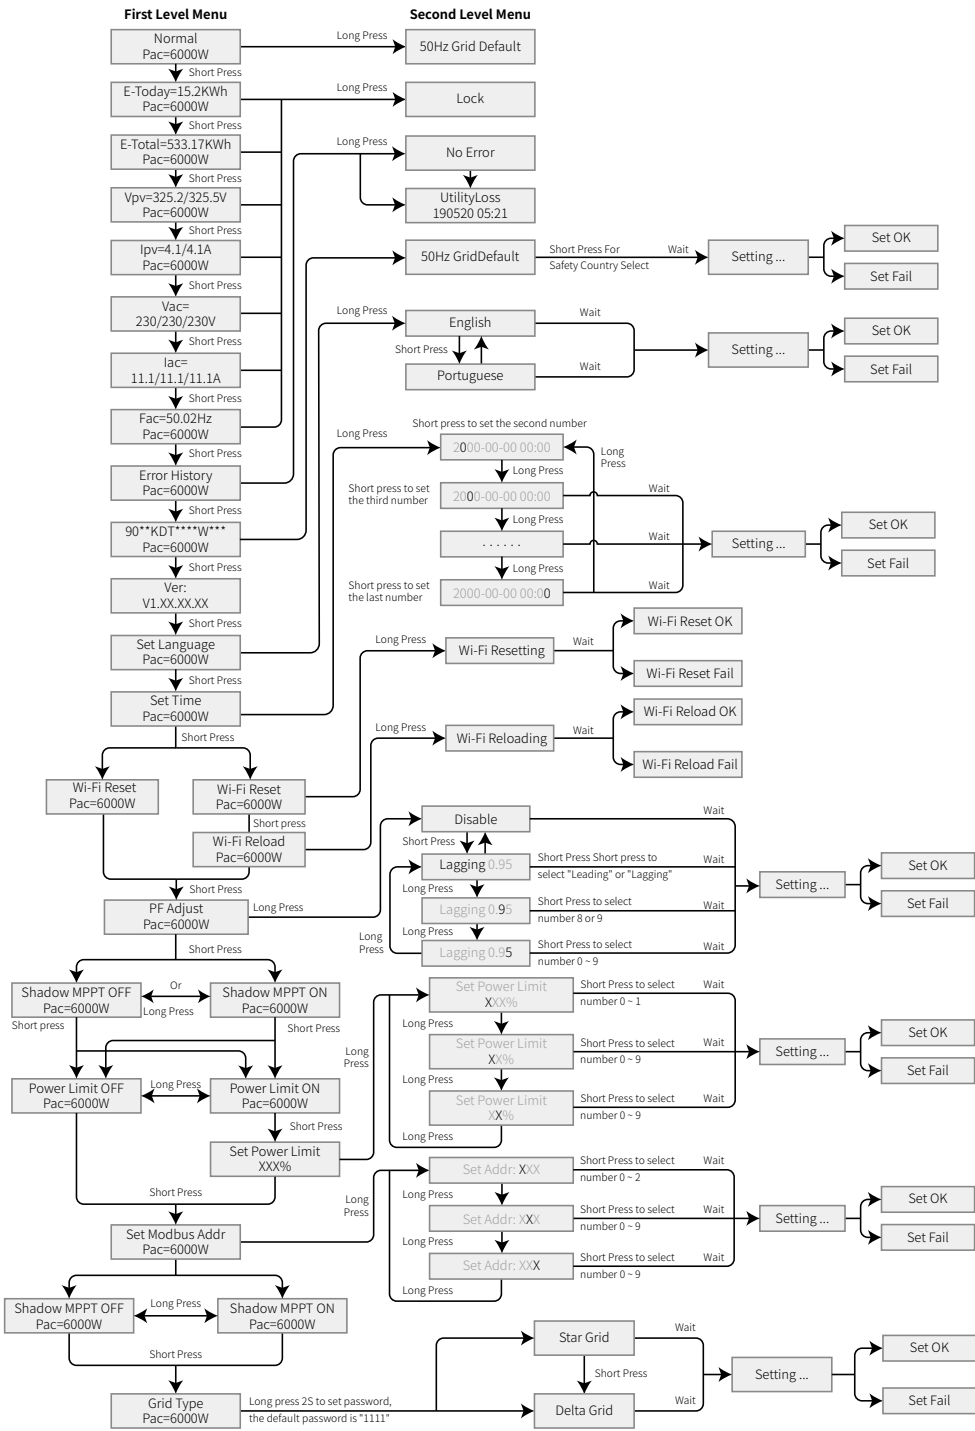 First Level Menu
Second Level Menu
Normal
Pac=6000W
Long Press
50Hz Grid Default
Short Press
E-Today=15.2KWh
Pac=6000W
Long Press
Lock
Short Press
E-Total=533.17KWh
Pac=6000W
Long Press
No Error
Short Press
Vpv=325.2/325.5V
Pac=6000W
UtilityLoss
190520 05:21
Short Press
Ipv=4.1/4.1A
Pac=6000W
50Hz GridDefault
Short Press For
Safety Country Select
Wait
Setting ...
Set OK
Set Fail
Short Press
Vac=
230/230/230V
Long Press
English
Wait
Short Press
Short Press
Portuguese
Wait
Setting ...
Set OK
Set Fail
Iac=
11.1/11.1/11.1A
Short Press
Fac=50.02Hz
Pac=6000W
Short press to set the second number
Long Press
2000-00-00 00:00
Long
Press
Short Press
Long Press
Error History
Pac=6000W
Short press to set
the third number
2000-00-00 00:00
Wait
Short Press
Long Press
90**KDT****W***
Pac=6000W
......
Wait
Setting ...
Set OK
Set Fail
Short Press
Long Press
Ver:
V1.XX.XX.XX
Short press to set
the last number
2000-00-00 00:00
Wait
Short Press
Set Language
Pac=6000W
Long Press
Wi-Fi Resetting
Wait
Wi-Fi Reset OK
Wi-Fi Reset Fail
Short Press
Set Time
Pac=6000W
Short Press
Long Press
Wi-Fi Reloading
Wait
Wi-Fi Reload OK
Wi-Fi Reload Fail
Wi-Fi Reset
Pac=6000W
Wi-Fi Reset
Pac=6000W
Short press
Wi-Fi Reload
Pac=6000W
Short Press
PF Adjust
Pac=6000W
Long Press
Disable
Wait
Short Press
Lagging 0.95
Short Press Short press to
select "Leading" or "Lagging"
Wait
Long Press
Lagging 0.95
Short Press to select
number 8 or 9
Wait
Long Press
Long
Press
Lagging 0.95
Short Press to select
number 0 ~ 9
Wait
Setting ...
Set OK
Set Fail
Short Press
Shadow MPPT OFF
Pac=6000W
Or
Long Press
Shadow MPPT ON
Pac=6000W
Short press
Short Press
Set Power Limit
XXX%
Short Press to select
number 0 ~ 1
Wait
Long Press
Long
Press
Set Power Limit
XX%
Short Press to select
number 0 ~ 9
Wait
Long Press
Set Power Limit
XX%
Short Press to select
number 0 ~ 9
Wait
Long Press
Setting ...
Set OK
Set Fail
Power Limit OFF
Pac=6000W
Long Press
Power Limit ON
Pac=6000W
Short Press
Set Power Limit
XXX%
Short Press
Long
Press
Set Addr: XXX
Short Press to select
number 0 ~ 2
Wait
Long Press
Set Addr: XXX
Short Press to select
number 0 ~ 9
Wait
Long Press
Set Addr: XXX
Short Press to select
number 0 ~ 9
Wait
Long Press
Setting ...
Set OK
Set Fail
Set Modbus Addr
Pac=6000W
Shadow MPPT OFF
Pac=6000W
Long Press
Shadow MPPT ON
Pac=6000W
Short Press
Grid Type
Pac=6000W
Long press 2S to set password,
the default password is "1111"
Star Grid
Wait
Short Press
Delta Grid
Wait
Setting ...
Set OK
Set Fail